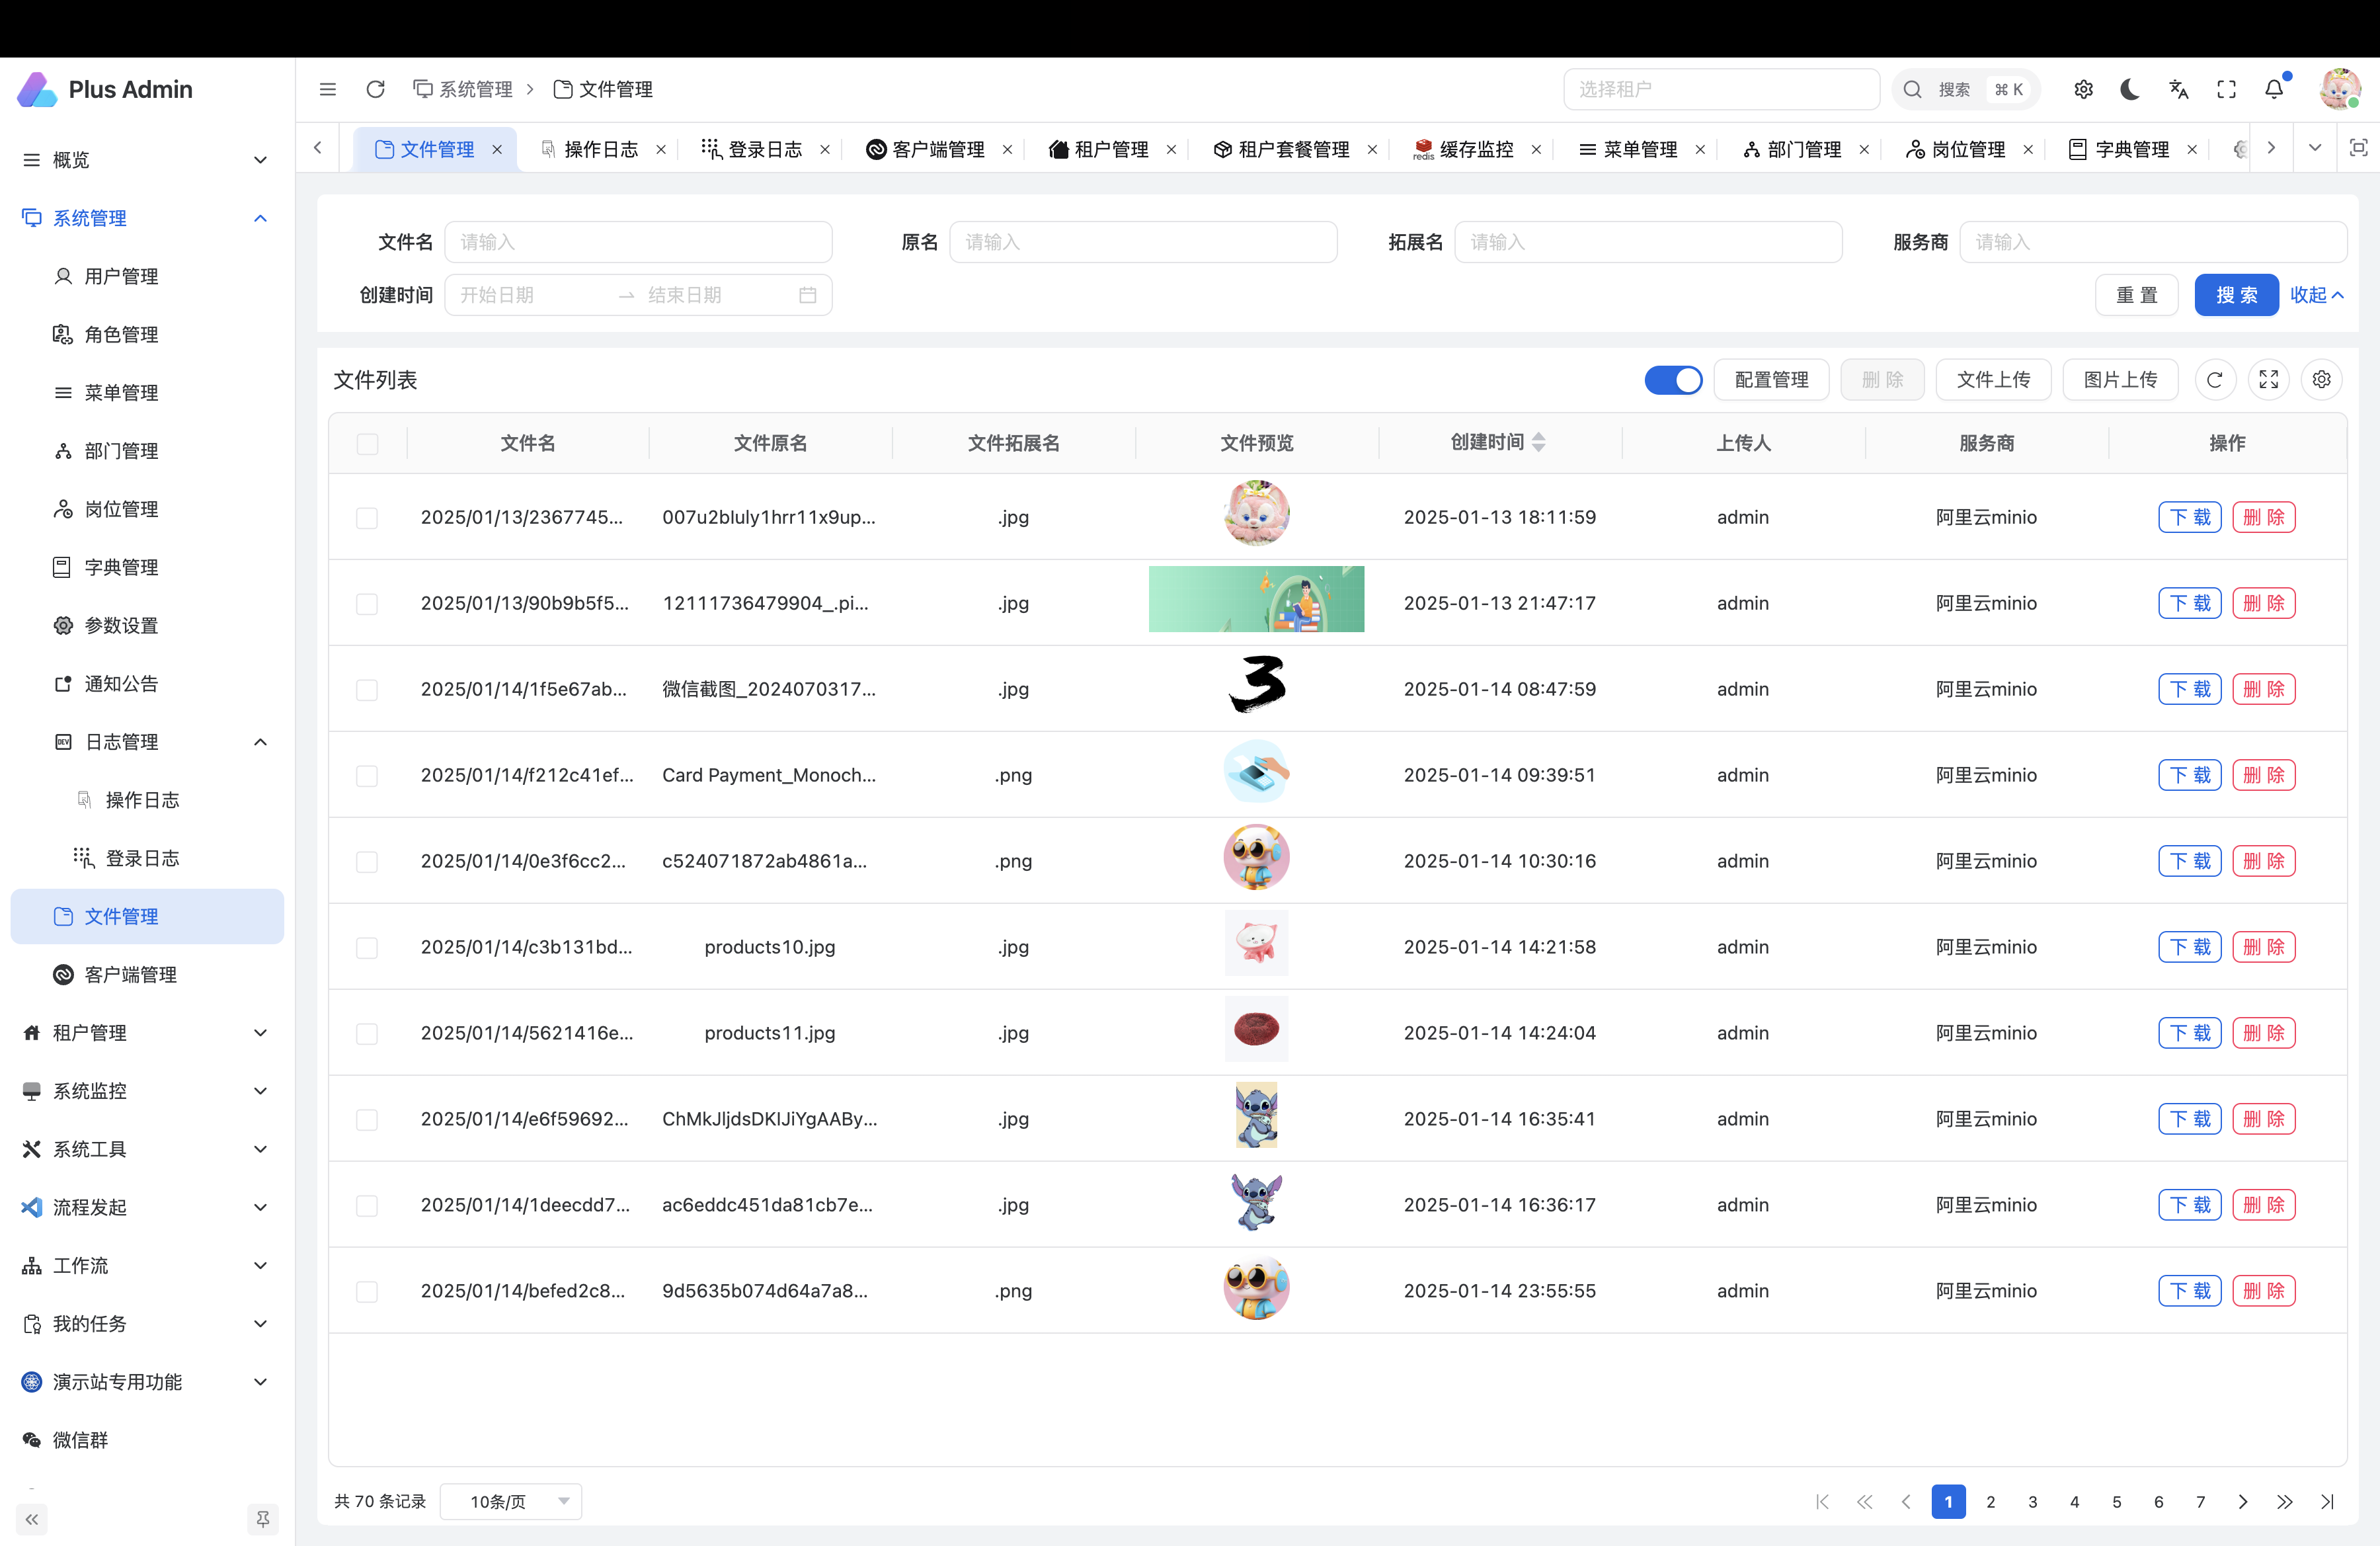 Plus Admin
系统管理 > 文件管理
选择租户
搜索 ⌘ K
文件管理 操作日志 登录日志 客户端管理 租户管理 租户套餐管理 redis 缓存监控 菜单管理 部门管理 岗位管理 字典管理
概览
系统管理
用户管理
角色管理
菜单管理
部门管理
岗位管理
字典管理
参数设置
通知公告
DEV 日志管理
操作日志
登录日志
文件管理
客户端管理
租户管理
系统监控
系统工具
流程发起
工作流
我的任务
演示站专用功能
微信群
文件名 请输入 原名 请输入 拓展名 请输入 服务商 请输入
创建时间 开始日期 结束日期 重 置 搜 索 收起
文件列表 配置管理 删 除 文件上传 图片上传
文件名 文件原名 文件拓展名 文件预览 创建时间 上传人 服务商 操作
2025/01/13/2367745... 007u2bluly1hrr11x9up... .jpg 2025-01-13 18:11:59 admin 阿里云minio 下 载 删 除
2025/01/13/90b9b5f5... 12111736479904_.pi... .jpg 2025-01-13 21:47:17 admin 阿里云minio 下 载 删 除
2025/01/14/1f5e67ab... 微信截图_2024070317... .jpg 3 2025-01-14 08:47:59 admin 阿里云minio 下 载 删 除
2025/01/14/f212c41ef... Card Payment_Monoch... .png 2025-01-14 09:39:51 admin 阿里云minio 下 载 删 除
2025/01/14/0e3f6cc2... c524071872ab4861a... .png 2025-01-14 10:30:16 admin 阿里云minio 下 载 删 除
2025/01/14/c3b131bd... products10.jpg .jpg 2025-01-14 14:21:58 admin 阿里云minio 下 载 删 除
2025/01/14/5621416e... products11.jpg .jpg 2025-01-14 14:24:04 admin 阿里云minio 下 载 删 除
2025/01/14/e6f59692... ChMkJljdsDKIJiYgAABy... .jpg 2025-01-14 16:35:41 admin 阿里云minio 下 载 删 除
2025/01/14/1deecdd7... ac6eddc451da81cb7e... .jpg 2025-01-14 16:36:17 admin 阿里云minio 下 载 删 除
2025/01/14/befed2c8... 9d5635b074d64a7a8... .png 2025-01-14 23:55:55 admin 阿里云minio 下 载 删 除
共 70 条记录 10条/页 1 2 3 4 5 6 7